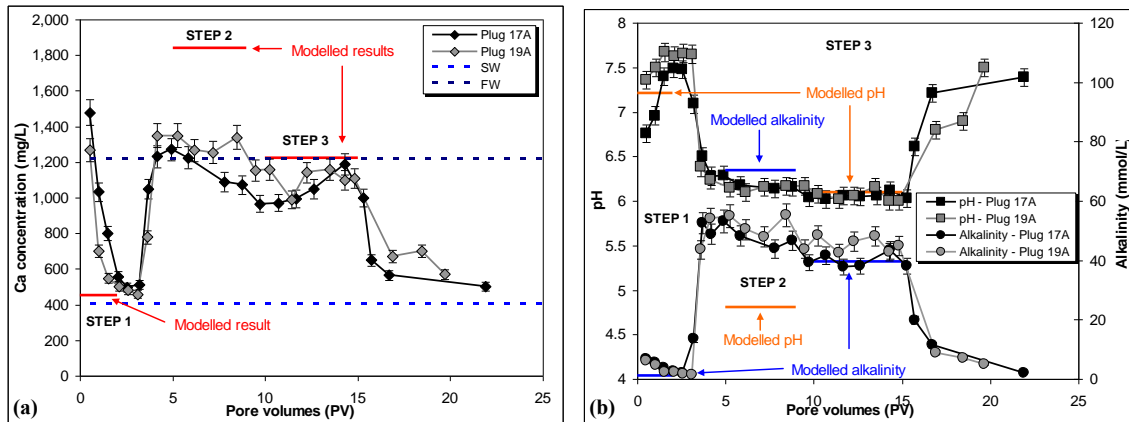 2,000
1,800
1,600
1,400
1,200
1,000
800
600
400
200
0
Ca concentration (mg/L)
0 5 10 15 20 25
Pore volumes (PV)
(a)
STEP 1
STEP 2
STEP 3
Modelled results
Modelled result
Plug 17A
Plug 19A
SW
FW
8
7.5
7
6.5
6
5.5
5
4.5
4
pH
0 5 10 15 20 25
Pore volumes (PV)
(b)
120
100
80
60
40
20
0
Alkalinity (mmol/L)
STEP 3
Modelled pH
Modelled alkalinity
STEP 1
STEP 2
Modelled pH
Modelled alkalinity
pH - Plug 17A
pH - Plug 19A
Alkalinity - Plug 17A
Alkalinity - Plug 19A